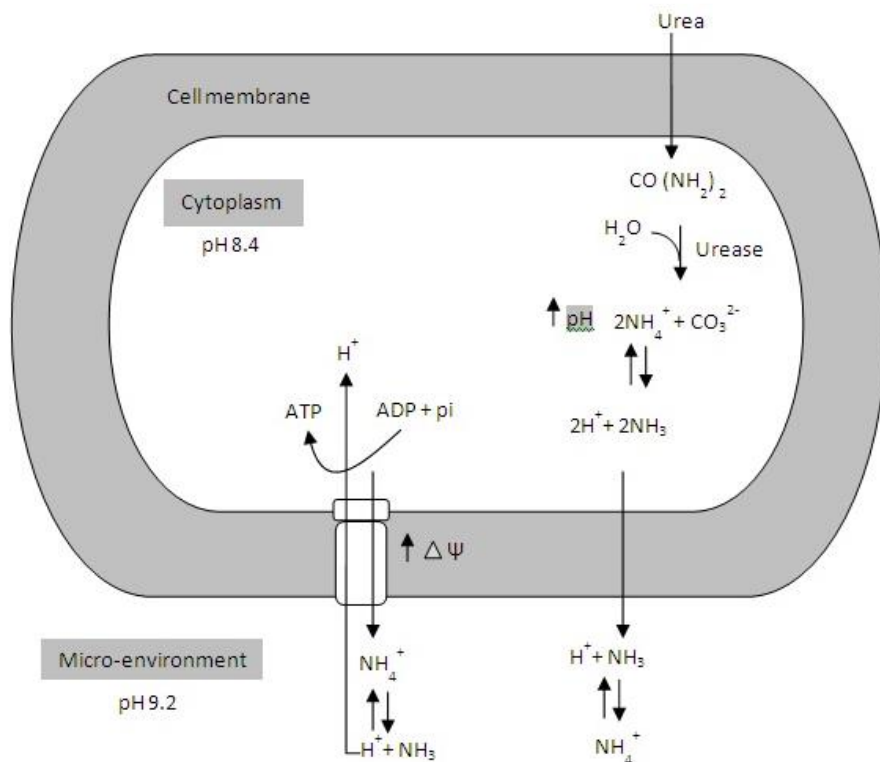 Urea
Cell membrane
CO (NH₂)₂
Cytoplasm
H₂O
pH 8.4
Urease
pH 2NH₄⁺ + CO₃²⁻
H⁺
ATP
ADP + pi
2H⁺ + 2NH₃
△ Ψ
Micro-environment
NH₄⁺
H⁺ + NH₃
pH 9.2
H⁺ + NH₃
NH₄⁺